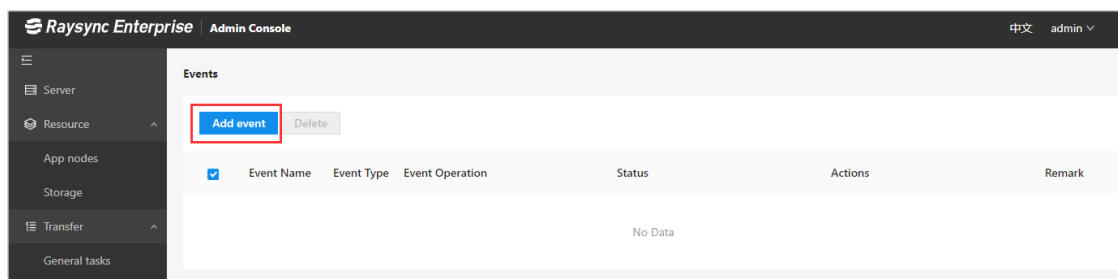 Raysync Enterprise Admin Console 中文 admin
Events
Server
Add event Delete
Resource
App nodes
Event Name Event Type Event Operation Status Actions Remark
Storage
Transfer
No Data
General tasks